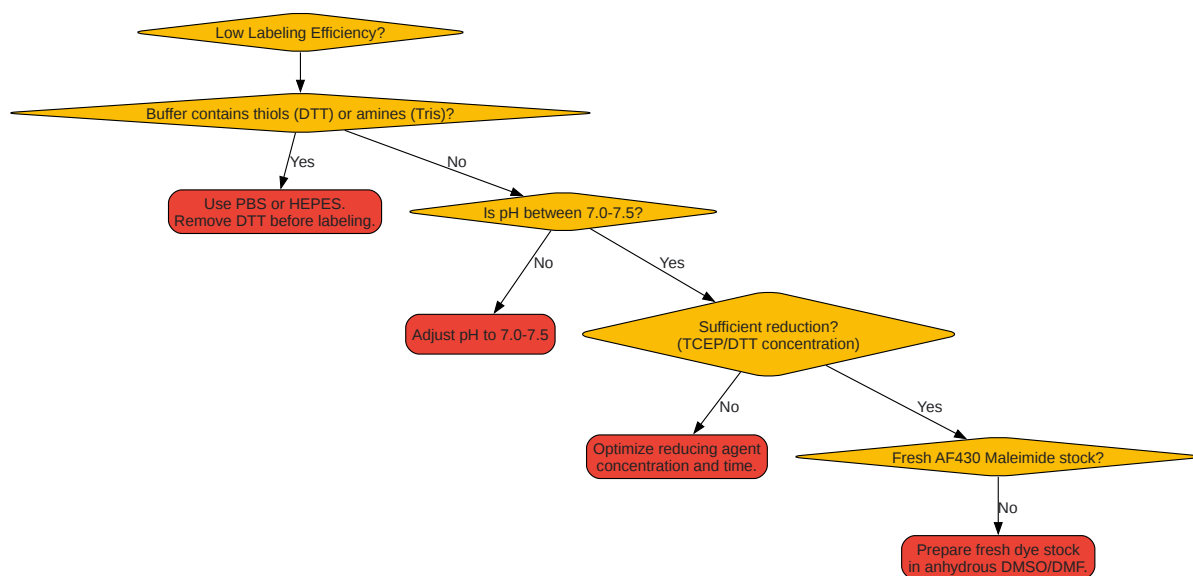 Low Labeling Efficiency?
Buffer contains thiols (DTT) or amines (Tris)?
Yes
No
Use PBS or HEPES.
Remove DTT before labeling.
Is pH between 7.0-7.5?
No
Yes
Adjust pH to 7.0-7.5
Sufficient reduction?
(TCEP/DTT concentration)
No
Yes
Optimize reducing agent
concentration and time.
Fresh AF430 Maleimide stock?
No
Prepare fresh dye stock
in anhydrous DMSO/DMF.